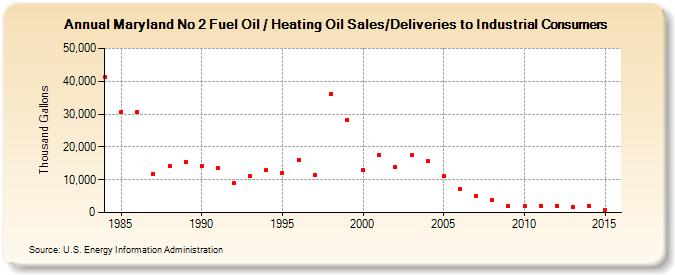 Annual Maryland No 2 Fuel Oil / Heating Oil Sales/Deliveries to Industrial Consumers
Thousand Gallons
50,000
40,000
30,000
20,000
10,000
0
1985 1990 1995 2000 2005 2010 2015
Source: U.S. Energy Information Administration